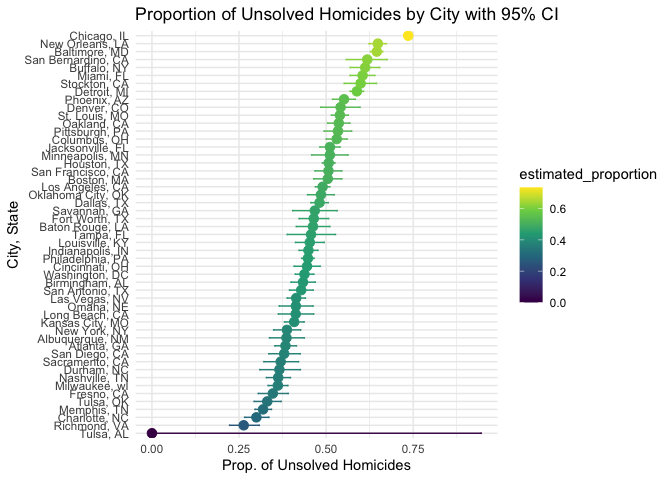 Proportion of Unsolved Homicides by City with 95% CI
Chicago, IL
New Orleans, LA
Baltimore, MD
San Bernardino, CA
Buffalo, NY
Miami, FL
Stockton, CA
Detroit, MI
Phoenix, AZ
Denver, CO
St. Louis, MO
Oakland, CA
Pittsburgh, PA
Columbus, OH
Jacksonville, FL
Minneapolis, MN
Houston, TX
San Francisco, CA
Boston, MA
Los Angeles, CA
Oklahoma City, OK
Dallas, TX
Savannah, GA
Fort Worth, TX
Baton Rouge, LA
Tampa, FL
Louisville, KY
Indianapolis, IN
Philadelphia, PA
Cincinnati, OH
Washington, DC
Birmingham, AL
San Antonio, TX
Las Vegas, NV
Omaha, NE
Long Beach, CA
Kansas City, MO
New York, NY
Albuquerque, NM
Atlanta, GA
San Diego, CA
Sacramento, CA
Durham, NC
Nashville, TN
Milwaukee, wI
Fresno, CA
Tulsa, OK
Memphis, TN
Charlotte, NC
Richmond, VA
Tulsa, AL
City, State
0.00 0.25 0.50 0.75
Prop. of Unsolved Homicides
estimated_proportion
0.6
0.4
0.2
0.0